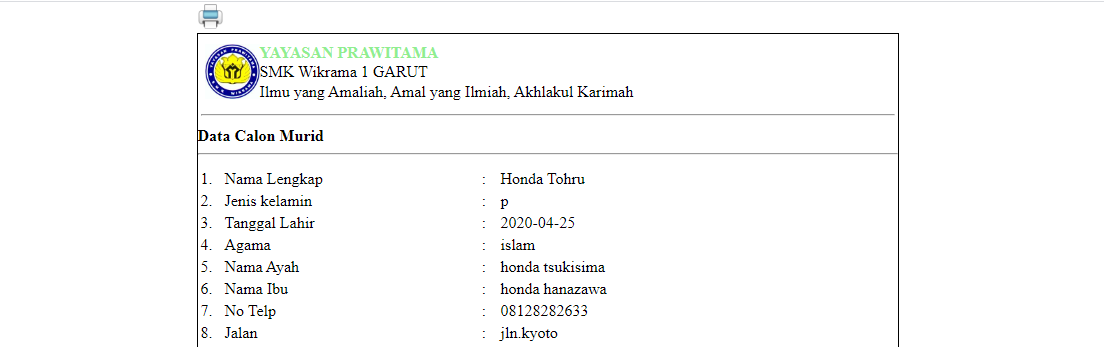 YAYASAN PRAWITAMA
SMK Wikrama 1 GARUT
Ilmu yang Amaliah, Amal yang Ilmiah, Akhlakul Karimah
Data Calon Murid
1. Nama Lengkap : Honda Tohru
2. Jenis kelamin : p
3. Tanggal Lahir : 2020-04-25
4. Agama : islam
5. Nama Ayah : honda tsukisima
6. Nama Ibu : honda hanazawa
7. No Telp : 08128282633
8. Jalan : jln.kyoto